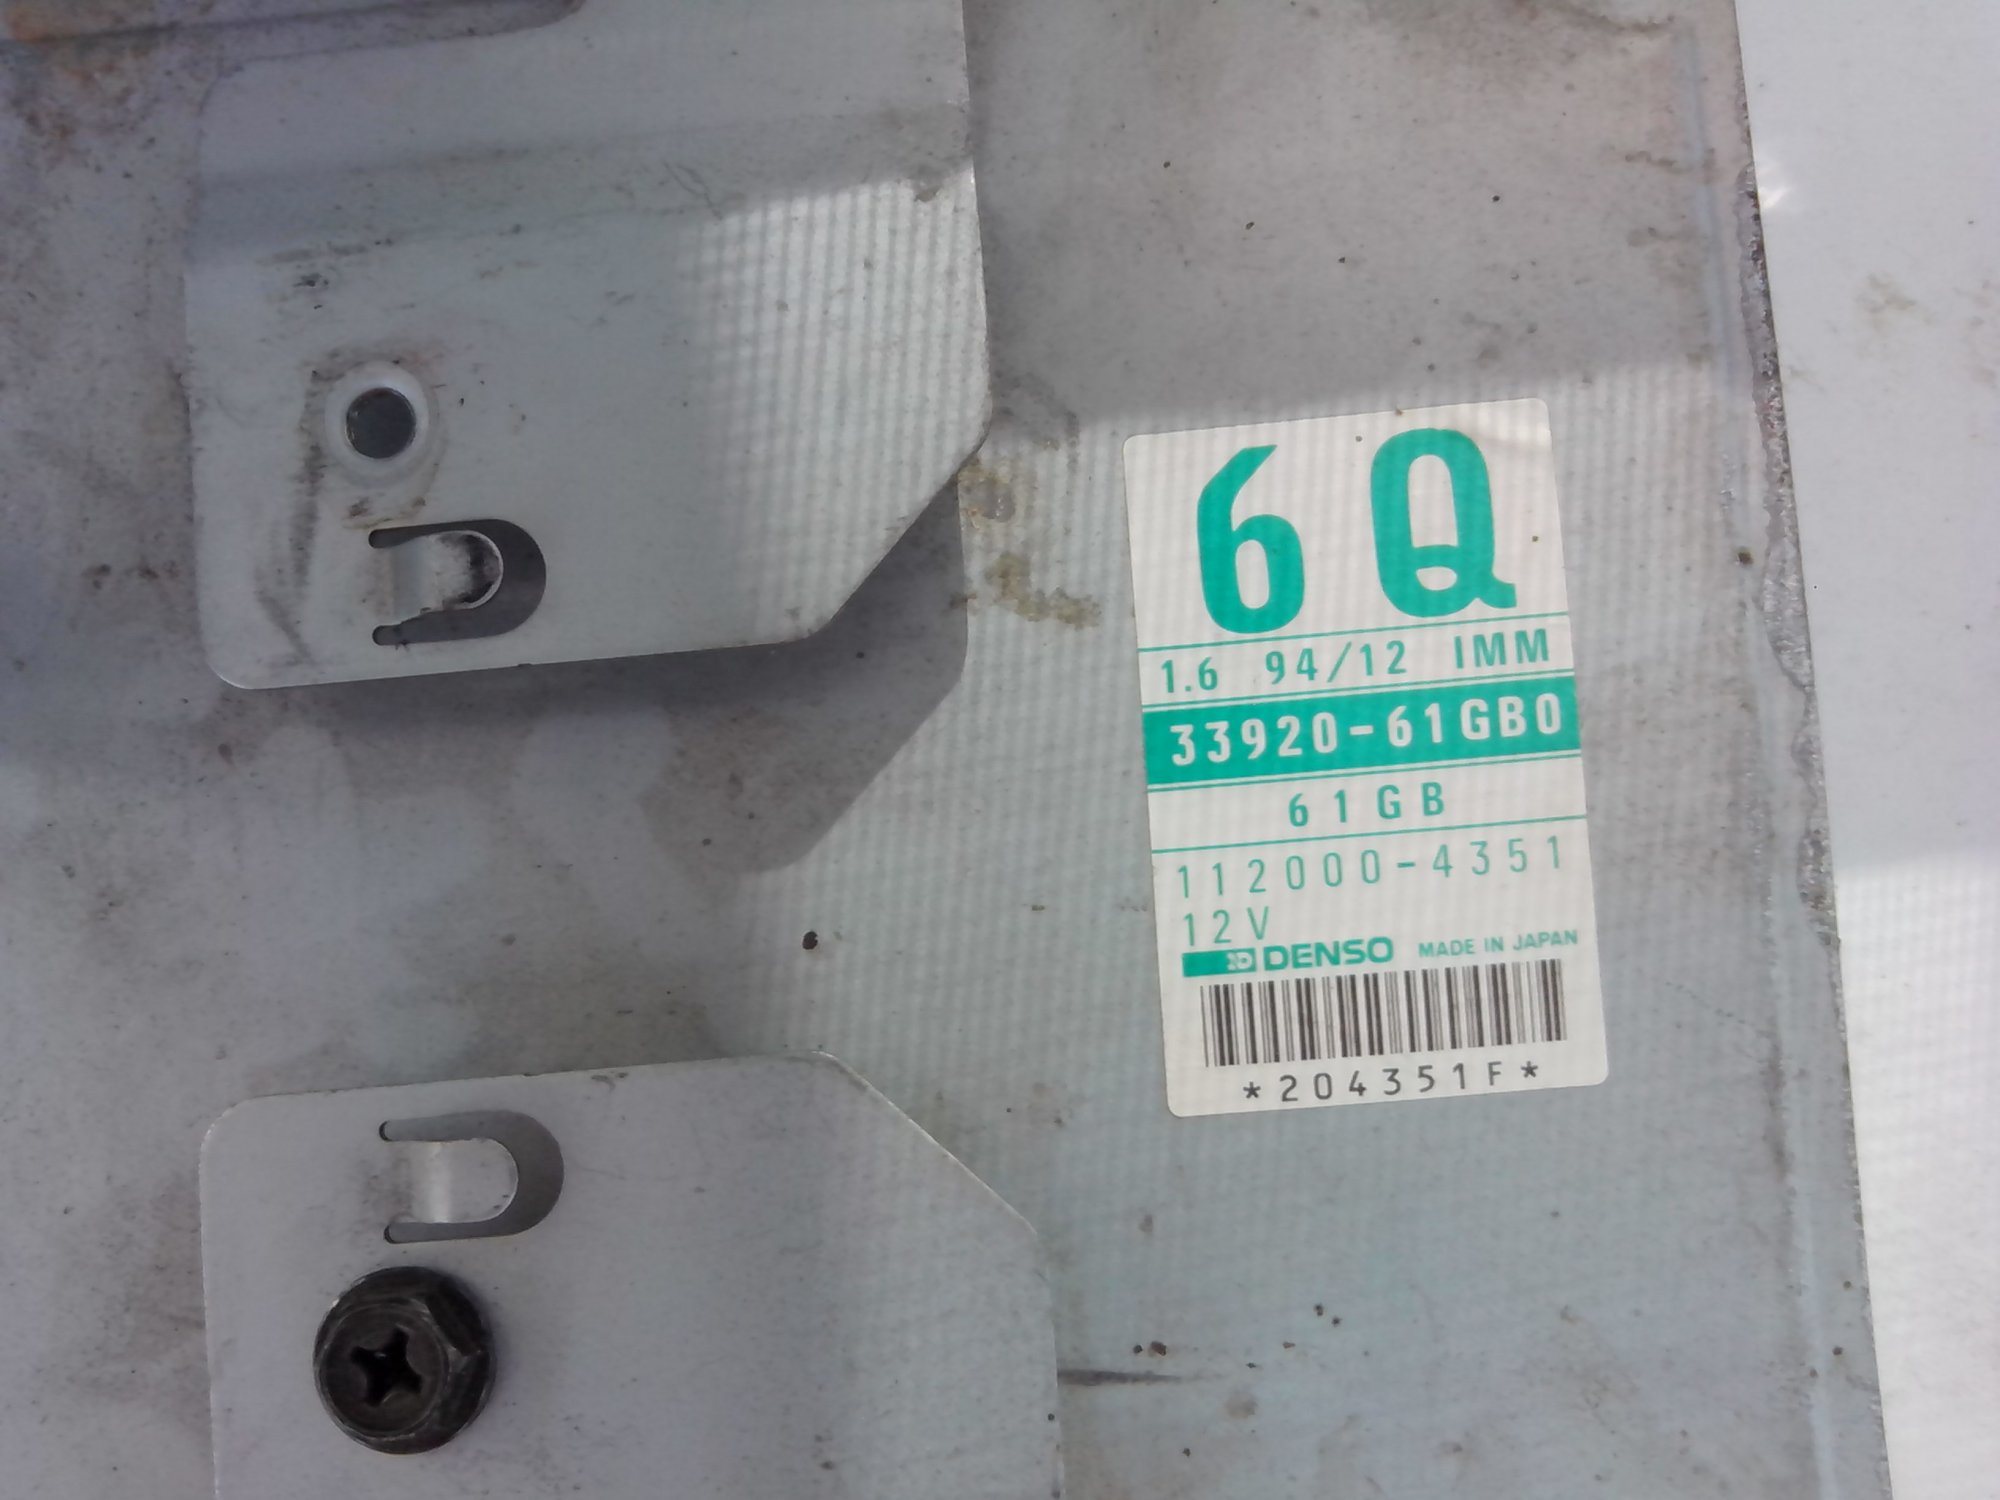 6Q
1.6 94/12 IMM
33920-61GB0
61GB
112000-4351
12V
DENSO MADE IN JAPAN
*204351F*